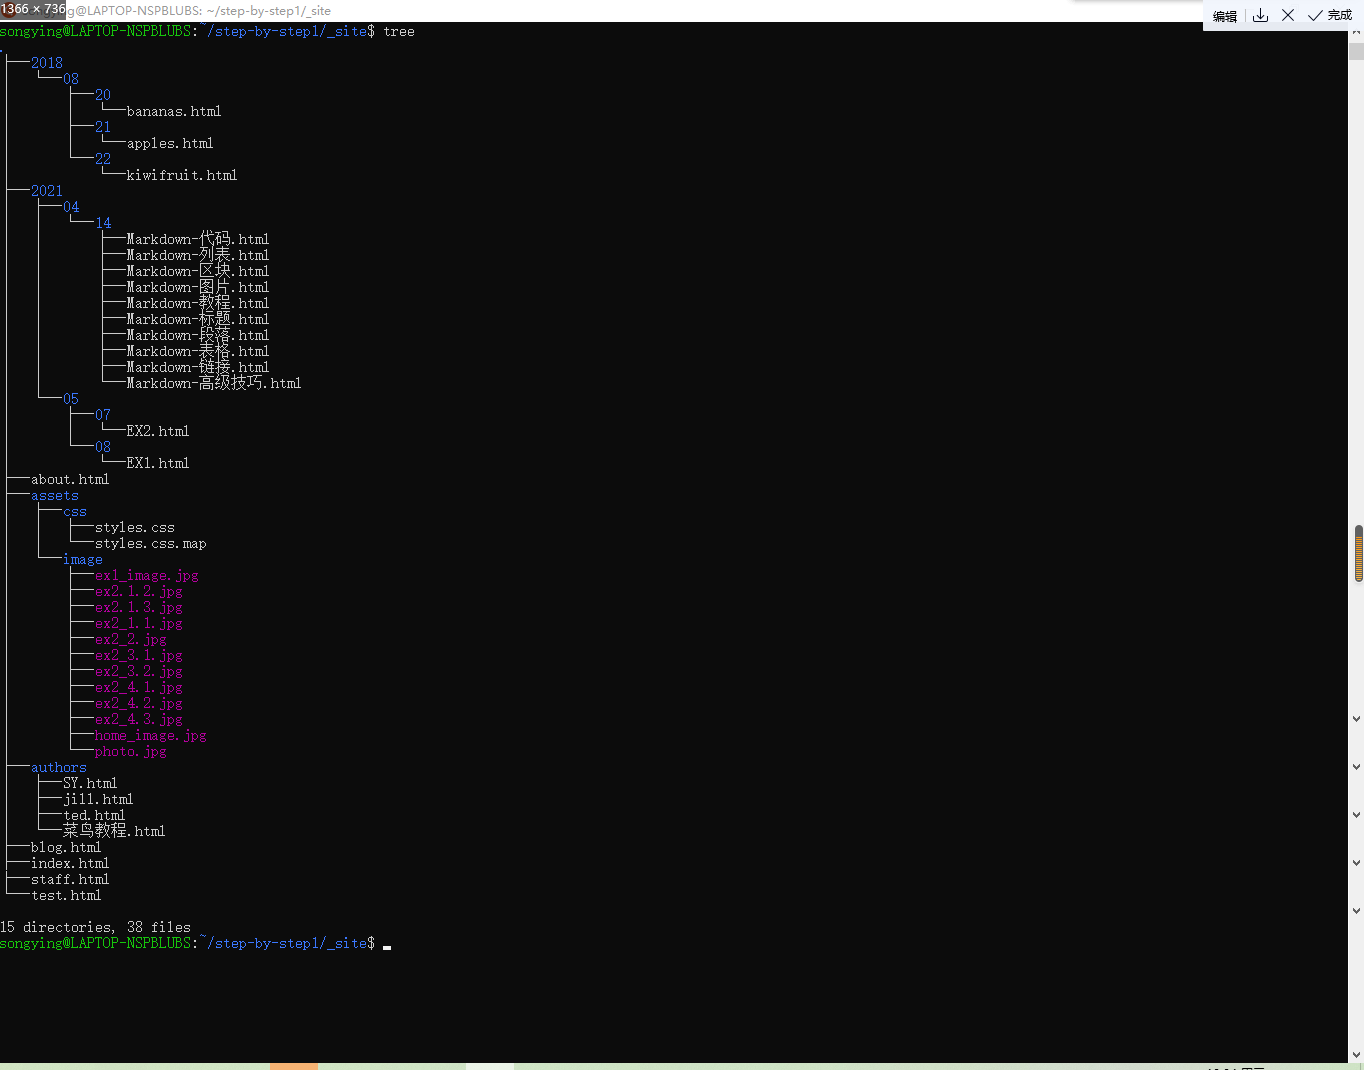 1366 × 736
g@LAPTOP-NSPBLUBS: ~/step-by-step1/_site
编辑
完成
songying@LAPTOP-NSPBLUBS:~/step-by-step1/_site$ tree
.
├──2018
│   └──08
│       ├──20
│       │   └──bananas.html
│       ├──21
│       │   └──apples.html
│       └──22
│           └──kiwifruit.html
├──2021
│   ├──04
│   │   └──14
│   │       ├──Markdown-代码.html
│   │       ├──Markdown-列表.html
│   │       ├──Markdown-区块.html
│   │       ├──Markdown-图片.html
│   │       ├──Markdown-教程.html
│   │       ├──Markdown-标题.html
│   │       ├──Markdown-段落.html
│   │       ├──Markdown-表格.html
│   │       ├──Markdown-链接.html
│   │       └──Markdown-高级技巧.html
│   └──05
│       ├──07
│       │   └──EX2.html
│       └──08
│           └──EX1.html
├──about.html
├──assets
│   ├──css
│   │   ├──styles.css
│   │   └──styles.css.map
│   └──image
│       ├──ex1_image.jpg
│       ├──ex2.1.2.jpg
│       ├──ex2.1.3.jpg
│       ├──ex2_1.1.jpg
│       ├──ex2_2.jpg
│       ├──ex2_3.1.jpg
│       ├──ex2_3.2.jpg
│       ├──ex2_4.1.jpg
│       ├──ex2_4.2.jpg
│       ├──ex2_4.3.jpg
│       ├──home_image.jpg
│       └──photo.jpg
├──authors
│   ├──SY.html
│   ├──jill.html
│   ├──ted.html
│   └──菜鸟教程.html
├──blog.html
├──index.html
├──staff.html
└──test.html
15 directories, 38 files
songying@LAPTOP-NSPBLUBS:~/step-by-step1/_site$